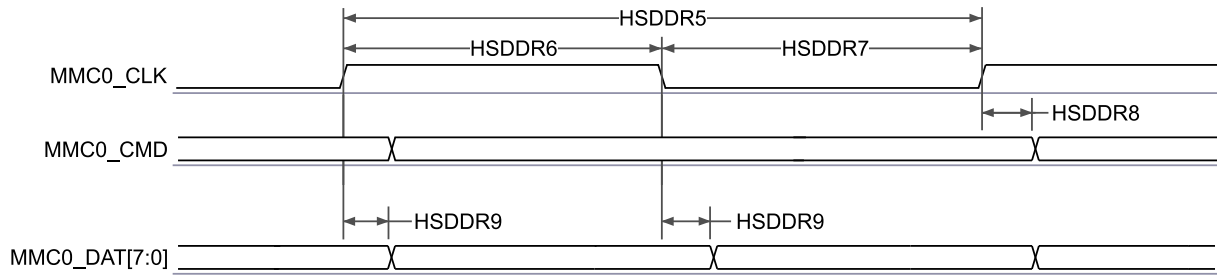 HSDDR5
HSDDR6 HSDDR7
MMC0_CLK
HSDDR8
MMC0_CMD
HSDDR9 HSDDR9
MMC0_DAT[7:0]